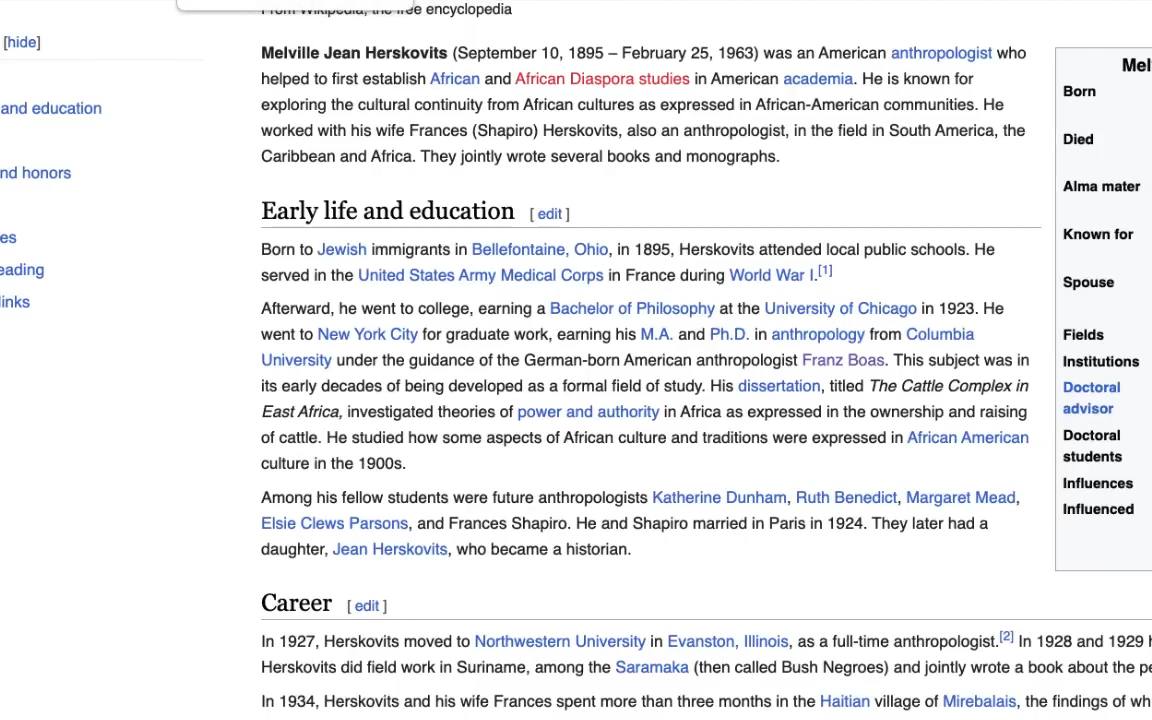 From Wikipedia, the free encyclopedia
[hide]
and education
nd honors
es
eading
inks
Melville Jean Herskovits (September 10, 1895 – February 25, 1963) was an American anthropologist who
helped to first establish African and African Diaspora studies in American academia. He is known for
exploring the cultural continuity from African cultures as expressed in African-American communities. He
worked with his wife Frances (Shapiro) Herskovits, also an anthropologist, in the field in South America, the
Caribbean and Africa. They jointly wrote several books and monographs.
Early life and education [ edit ]
Born to Jewish immigrants in Bellefontaine, Ohio, in 1895, Herskovits attended local public schools. He
served in the United States Army Medical Corps in France during World War I.[1]
Afterward, he went to college, earning a Bachelor of Philosophy at the University of Chicago in 1923. He
went to New York City for graduate work, earning his M.A. and Ph.D. in anthropology from Columbia
University under the guidance of the German-born American anthropologist Franz Boas. This subject was in
its early decades of being developed as a formal field of study. His dissertation, titled The Cattle Complex in
East Africa, investigated theories of power and authority in Africa as expressed in the ownership and raising
of cattle. He studied how some aspects of African culture and traditions were expressed in African American
culture in the 1900s.
Among his fellow students were future anthropologists Katherine Dunham, Ruth Benedict, Margaret Mead,
Elsie Clews Parsons, and Frances Shapiro. He and Shapiro married in Paris in 1924. They later had a
daughter, Jean Herskovits, who became a historian.
Career [ edit ]
In 1927, Herskovits moved to Northwestern University in Evanston, Illinois, as a full-time anthropologist.[2] In 1928 and 1929 h
Herskovits did field work in Suriname, among the Saramaka (then called Bush Negroes) and jointly wrote a book about the pe
In 1934, Herskovits and his wife Frances spent more than three months in the Haitian village of Mirebalais, the findings of wh
Mel
Born
Died
Alma mater
Known for
Spouse
Fields
Institutions
Doctoral
advisor
Doctoral
students
Influences
Influenced